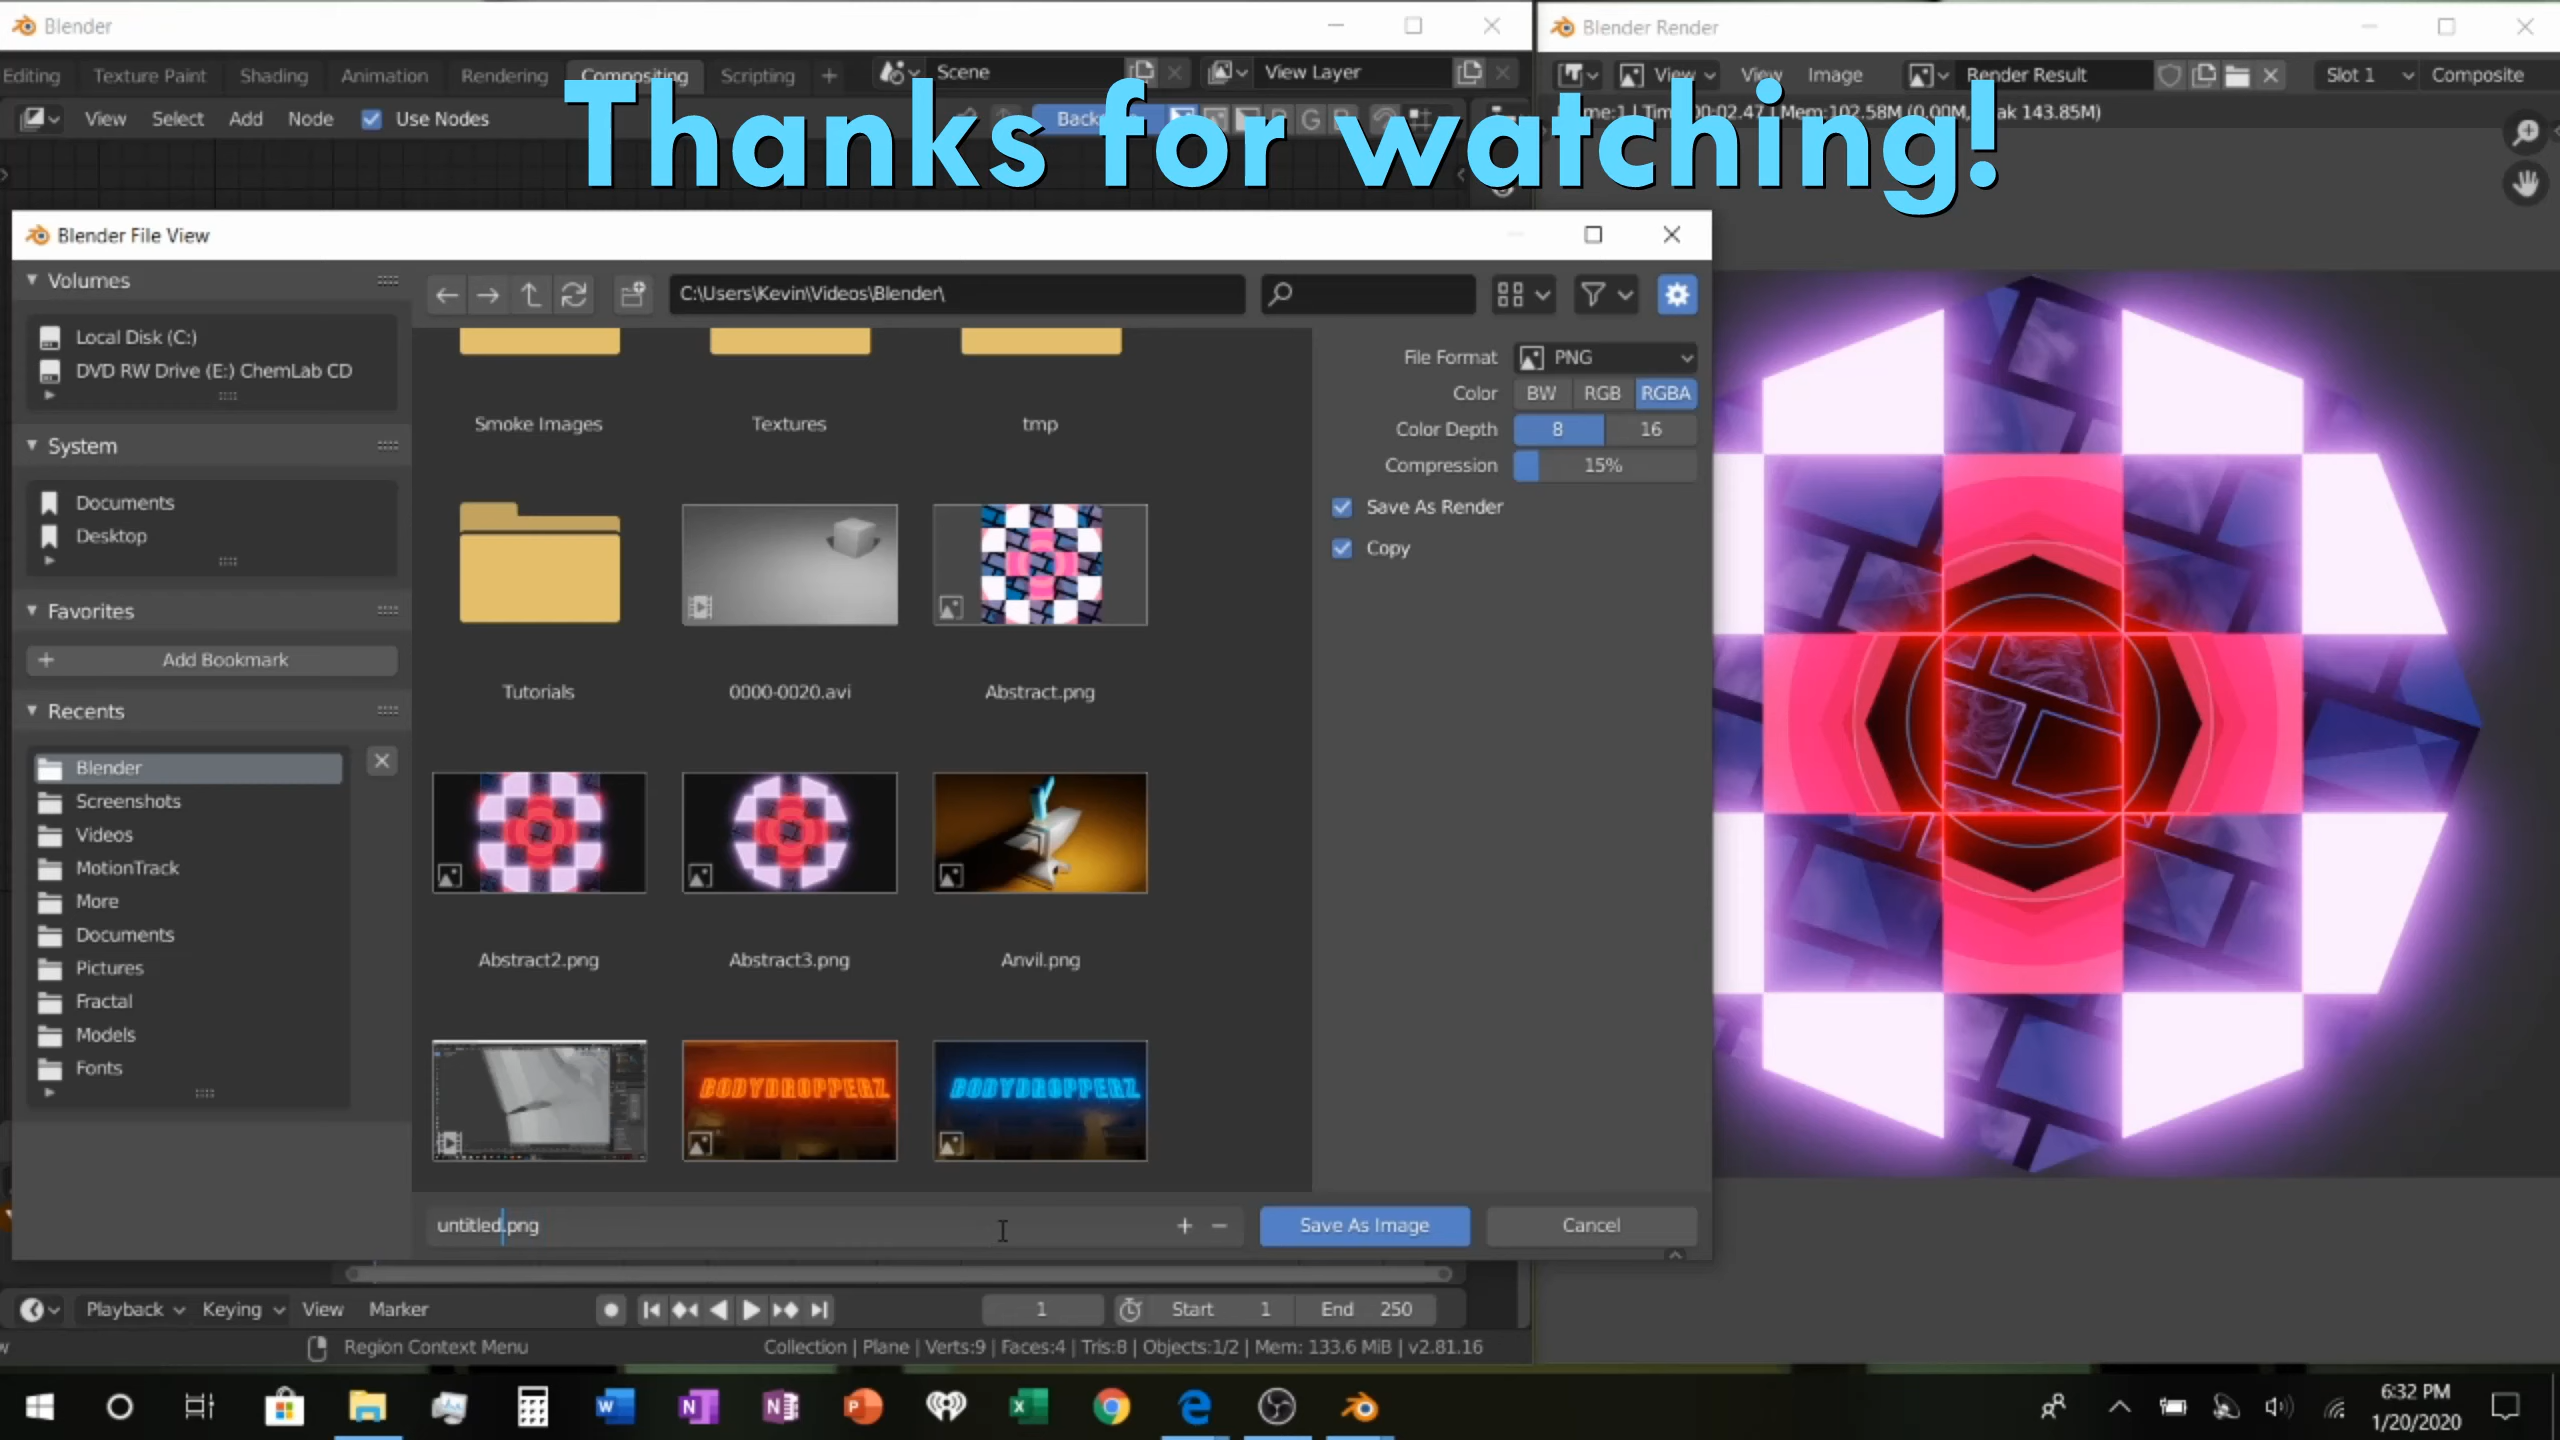 Blender
Blender Render
Editing Texture Paint Shading Animation Rendering Compositing Scripting + Scene View Layer
View View Image Render Result Slot 1 Composite
View Select Add Node Use Nodes
Thanks for watching!
Blender File View
Volumes
Local Disk (C:)
DVD RW Drive (E:) ChemLab CD
System
Documents
Desktop
Favorites
Add Bookmark
Recents
Blender
Screenshots
Videos
MotionTrack
More
Documents
Pictures
Fractal
Models
Fonts
C:\Users\Kevin\Videos\Blender\
Smoke Images Textures tmp
Tutorials 0000-0020.avi Abstract.png
Abstract2.png Abstract3.png Anvil.png
BODYDROPPERZ BODYDROPPERZ
File Format PNG
Color BW RGB RGBA
Color Depth 8 16
Compression 15%
Save As Render
Copy
untitled.png + − Save As Image Cancel
Playback Keying View Marker 1 Start 1 End 250
Region Context Menu Collection | Plane | Verts:9 | Faces:4 | Tris:8 | Objects:1/2 | Mem: 133.6 MiB | v2.81.16
6:32 PM
1/20/2020